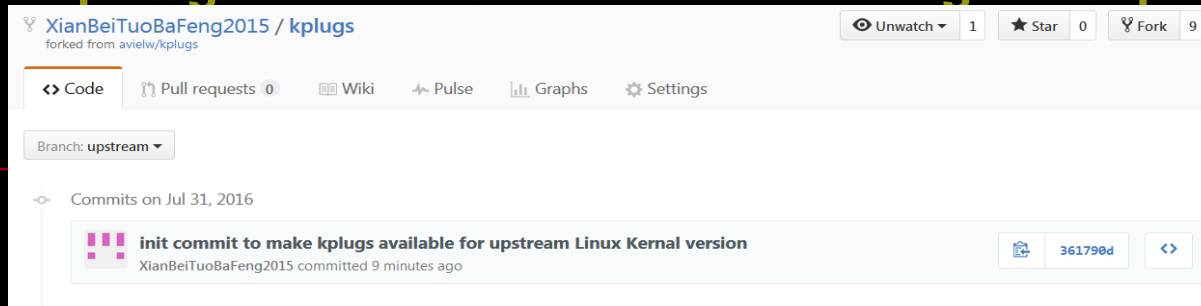 XianBeiTuoBaFeng2015 / kplugs
Unwatch 1 Star 0 Fork 9
forked from avielw/kplugs
Code Pull requests 0 Wiki Pulse Graphs Settings
Branch: upstream
Commits on Jul 31, 2016
init commit to make kplugs available for upstream Linux Kernal version
XianBeiTuoBaFeng2015 committed 9 minutes ago
361790d